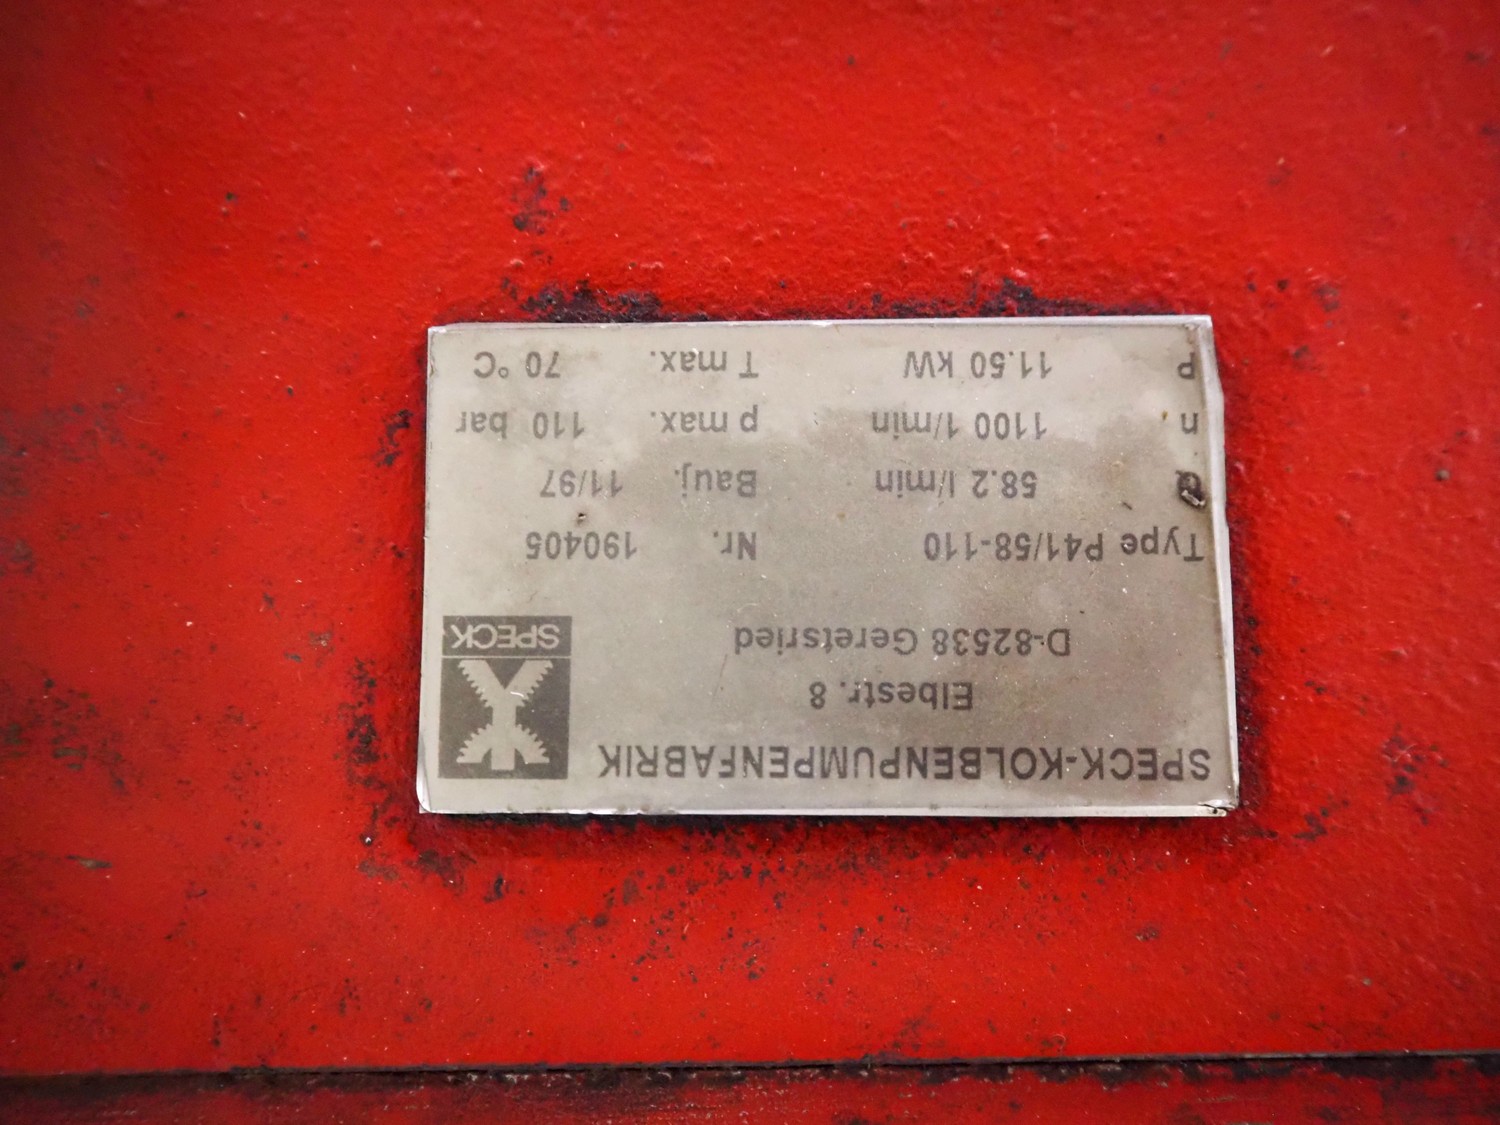 SPECK-KOLBENPUMPENFABRIK
Elbestr. 8
D-82538 Geretsried
SPECK
Type P41/58-110 Nr. 190405
Q 58.2 l/min Bauj. 11/97
n 1100 1/min p max. 110 bar
P 11.50 kW T max. 70 °C